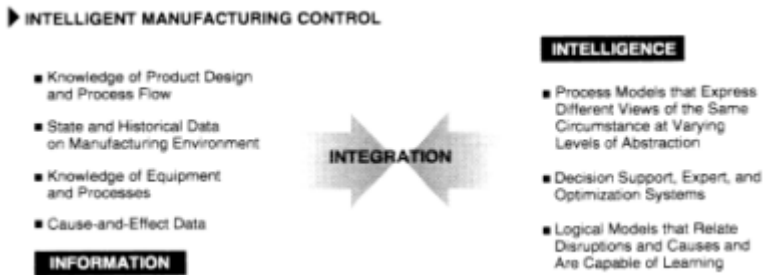 INTELLIGENT MANUFACTURING CONTROL
■ Knowledge of Product Design
and Process Flow
■ State and Historical Data
on Manufacturing Environment
■ Knowledge of Equipment
and Processes
■ Cause-and-Effect Data
INFORMATION
INTEGRATION
INTELLIGENCE
■ Process Models that Express
Different Views of the Same
Circumstance at Varying
Levels of Abstraction
■ Decision Support, Expert, and
Optimization Systems
■ Logical Models that Relate
Disruptions and Causes and
Are Capable of Learning